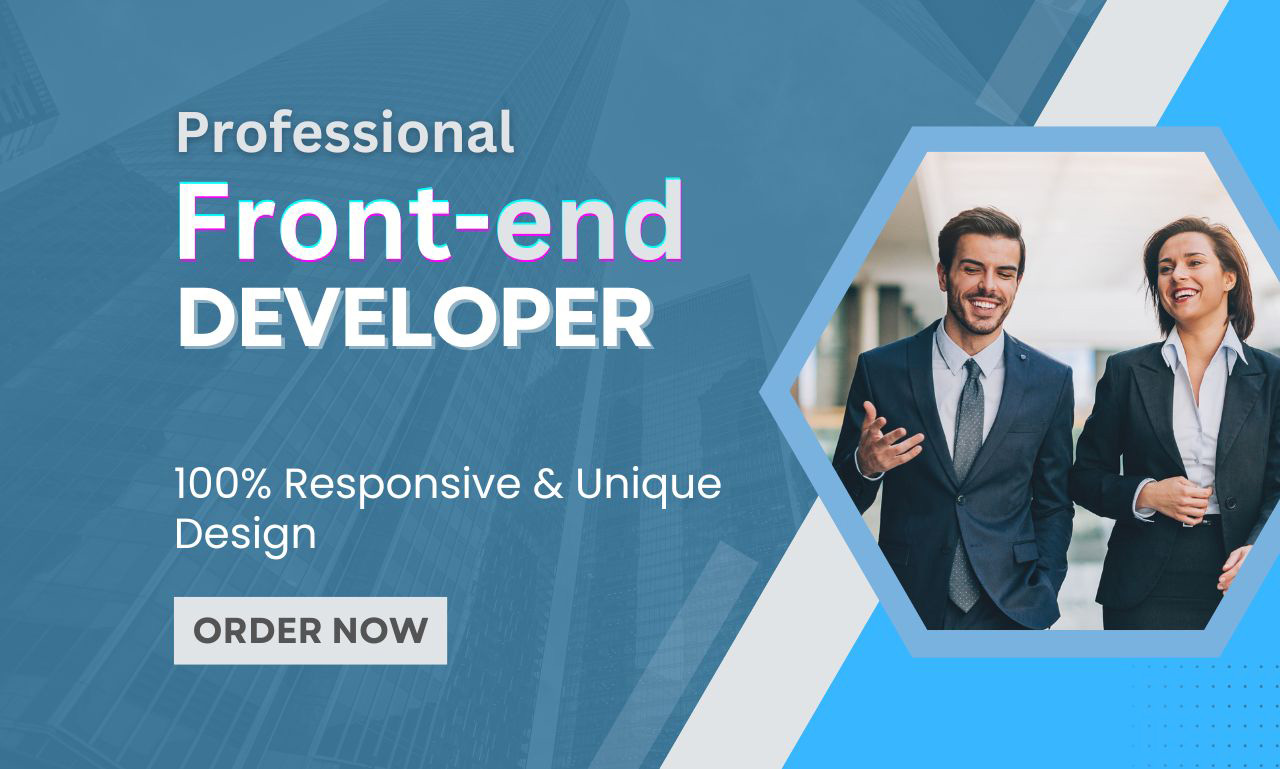 Professional
Front-end
DEVELOPER
100% Responsive & Unique
Design
ORDER NOW